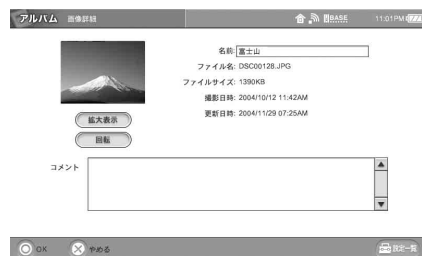 アルバム 画像詳細 BASE 11:01PM
名前: 富士山
ファイル名: DSC00128.JPG
ファイルサイズ: 1390KB
撮影日時: 2004/10/12 11:42AM
更新日時: 2004/11/29 07:25AM
拡大表示
回転
コメント
OK やめる 設定一覧